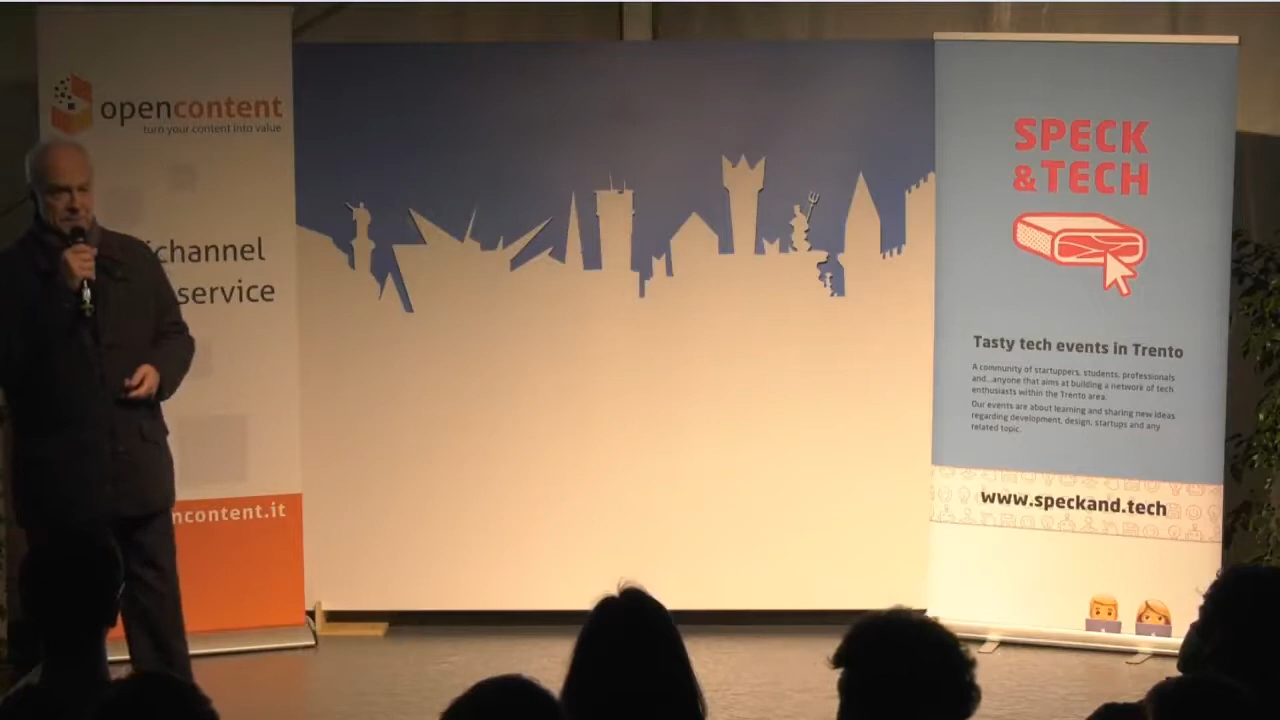 opencontent
turn your content into value
channel
service
ncontent.it
SPECK
&TECH
Tasty tech events in Trento
A community of startuppers, students, professionals
and...anyone that aims at building a network of tech
enthusiasts within the Trento area.
Our events are about learning and sharing new ideas
regarding development, design, startups and any
related topic.
www.speckand.tech